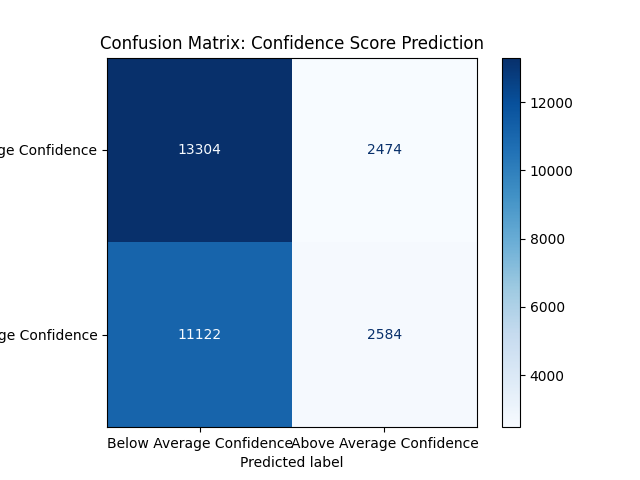 Confusion Matrix: Confidence Score Prediction
ge Confidence
13304
2474
ge Confidence
11122
2584
Below Average Confidence
Above Average Confidence
Predicted label
12000
10000
8000
6000
4000